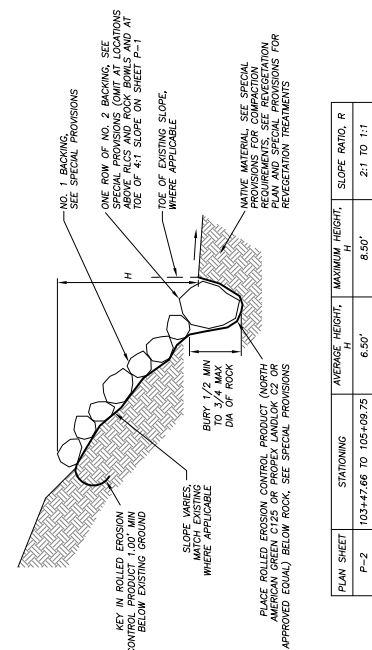 NO. 1 BACKING,
SEE SPECIAL PROVISIONS
ONE ROW OF NO. 2 BACKING, SEE
SPECIAL PROVISIONS (OMIT AT LOCATIONS
ABOVE RLCS AND ROCK BOWLS AND AT
TOE OF 4:1 SLOPE ON SHEET P-1
TOE OF EXISTING SLOPE,
WHERE APPLICABLE
H
KEY IN ROLLED EROSION
CONTROL PRODUCT 1.00' MIN
BELOW EXISTING GROUND
SLOPE VARIES,
MATCH EXISTING
WHERE APPLICABLE
BURY 1/2 MIN
TO 3/4 MAX
DIA OF ROCK
NATIVE MATERIAL, SEE SPECIAL
PROVISIONS FOR COMPACTION
REQUIREMENTS, SEE REVEGETATION
PLAN AND SPECIAL PROVISIONS FOR
REVEGETATION TREATMENTS
PLACE ROLLED EROSION CONTROL PRODUCT (NORTH
AMERICAN GREEN C125 OR PROPEX LANDLOK C2 OR
APPROVED EQUAL) BELOW ROCK, SEE SPECIAL PROVISIONS
PLAN SHEET STATIONING AVERAGE HEIGHT, H MAXIMUM HEIGHT, H SLOPE RATIO, R
P-2 103+47.66 TO 105+09.75 6.50' 8.50' 2:1 TO 1:1